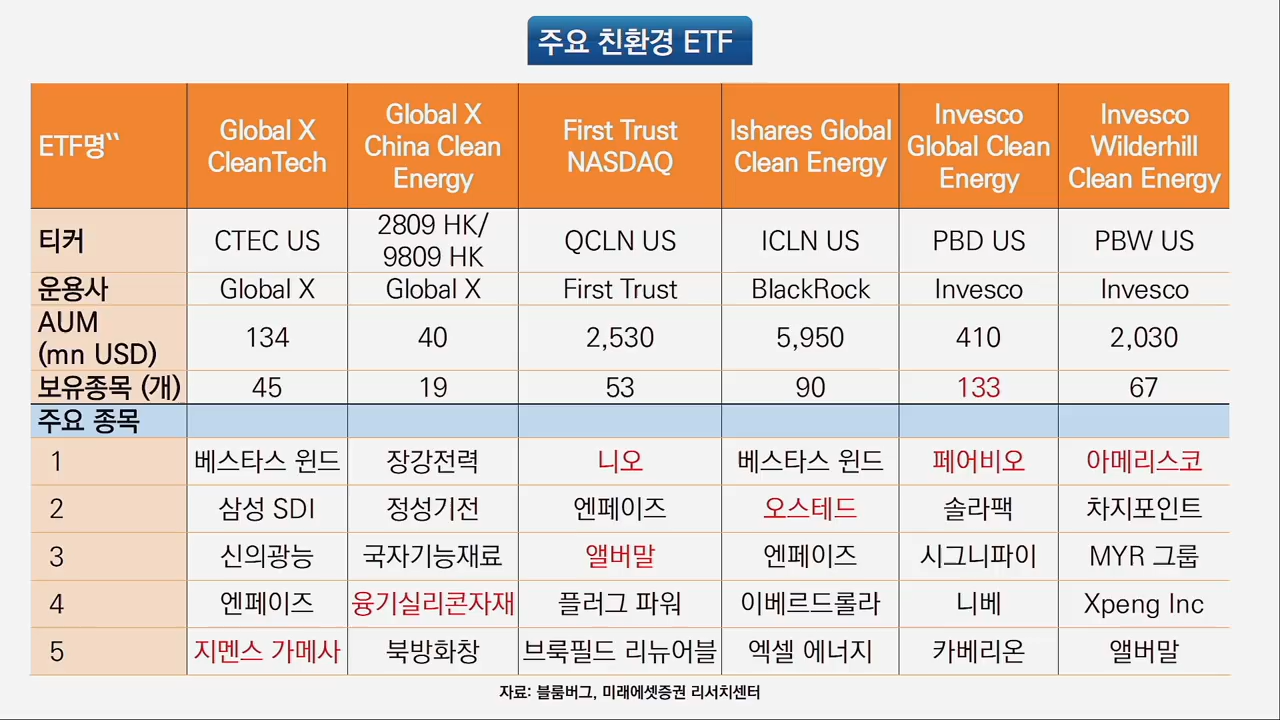 주요 친환경 ETF
ETF명`` Global X CleanTech Global X China Clean Energy First Trust NASDAQ Ishares Global Clean Energy Invesco Global Clean Energy Invesco Wilderhill Clean Energy
티커 CTEC US 2809 HK/ 9809 HK QCLN US ICLN US PBD US PBW US
운용사 Global X Global X First Trust BlackRock Invesco Invesco
AUM (mn USD) 134 40 2,530 5,950 410 2,030
보유종목 (개) 45 19 53 90 133 67
주요 종목
1 베스타스 윈드 장강전력 니오 베스타스 윈드 페어비오 아메리스코
2 삼성 SDI 정성기전 엔페이즈 오스테드 솔라팩 차지포인트
3 신의광능 국자기능재료 앨버말 엔페이즈 시그니파이 MYR 그룹
4 엔페이즈 융기실리콘자재 플러그 파워 이베르드롤라 니베 Xpeng Inc
5 지멘스 가메사 북방화창 브룩필드 리뉴어블 엑셀 에너지 카베리온 앨버말
자료: 블룸버그, 미래에셋증권 리서치센터